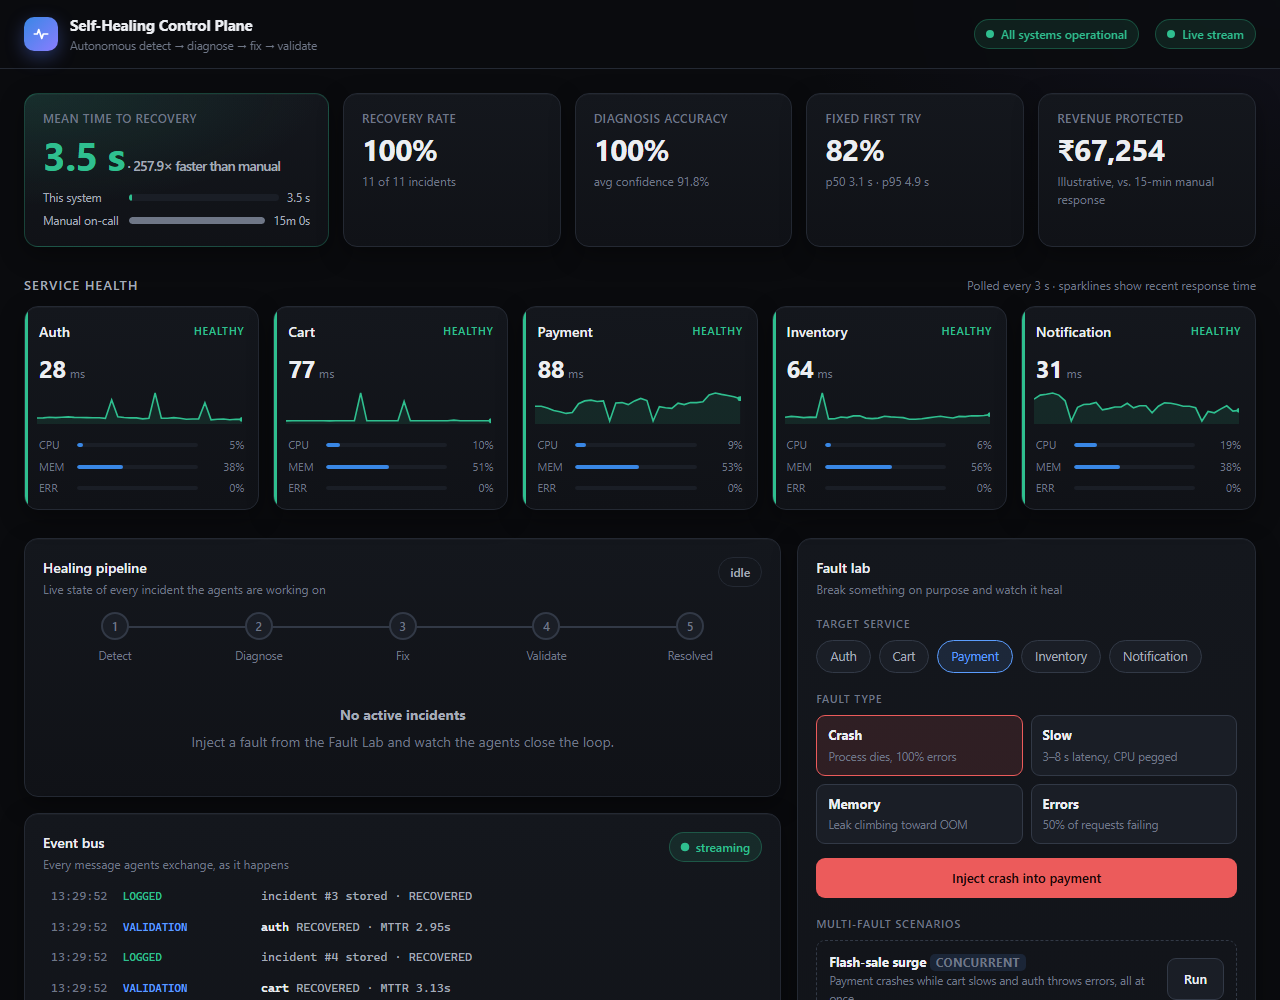 Self-Healing Control Plane
Autonomous detect → diagnose → fix → validate
All systems operational
Live stream
MEAN TIME TO RECOVERY
3.5 s · 257.9× faster than manual
This system 3.5 s
Manual on-call 15m 0s
RECOVERY RATE
100%
11 of 11 incidents
DIAGNOSIS ACCURACY
100%
avg confidence 91.8%
FIXED FIRST TRY
82%
p50 3.1 s · p95 4.9 s
REVENUE PROTECTED
₹67,254
Illustrative, vs. 15-min manual
response
SERVICE HEALTH
Polled every 3 s · sparklines show recent response time
Auth HEALTHY
28 ms
CPU 5%
MEM 38%
ERR 0%
Cart HEALTHY
77 ms
CPU 10%
MEM 51%
ERR 0%
Payment HEALTHY
88 ms
CPU 9%
MEM 53%
ERR 0%
Inventory HEALTHY
64 ms
CPU 6%
MEM 56%
ERR 0%
Notification HEALTHY
31 ms
CPU 19%
MEM 38%
ERR 0%
Healing pipeline
Live state of every incident the agents are working on
idle
1 2 3 4 5
Detect Diagnose Fix Validate Resolved
No active incidents
Inject a fault from the Fault Lab and watch the agents close the loop.
Event bus
Every message agents exchange, as it happens
streaming
13:29:52 LOGGED incident #3 stored · RECOVERED
13:29:52 VALIDATION auth RECOVERED · MTTR 2.95s
13:29:52 LOGGED incident #4 stored · RECOVERED
13:29:52 VALIDATION cart RECOVERED · MTTR 3.13s
Fault lab
Break something on purpose and watch it heal
TARGET SERVICE
Auth Cart Payment Inventory Notification
FAULT TYPE
Crash
Process dies, 100% errors
Slow
3–8 s latency, CPU pegged
Memory
Leak climbing toward OOM
Errors
50% of requests failing
Inject crash into payment
MULTI-FAULT SCENARIOS
Flash-sale surge CONCURRENT
Payment crashes while cart slows and auth throws errors, all at
once
Run